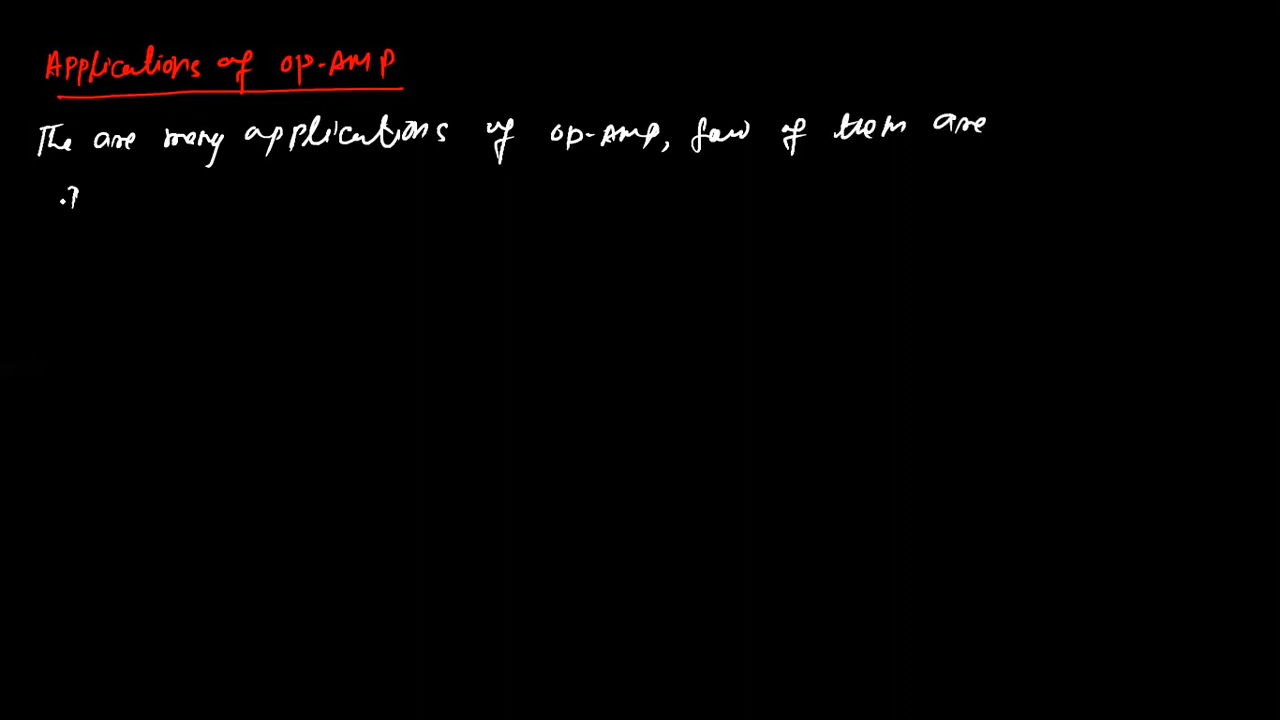 Applications of OP-AMP
The are many applications of OP-AMP, few of them are